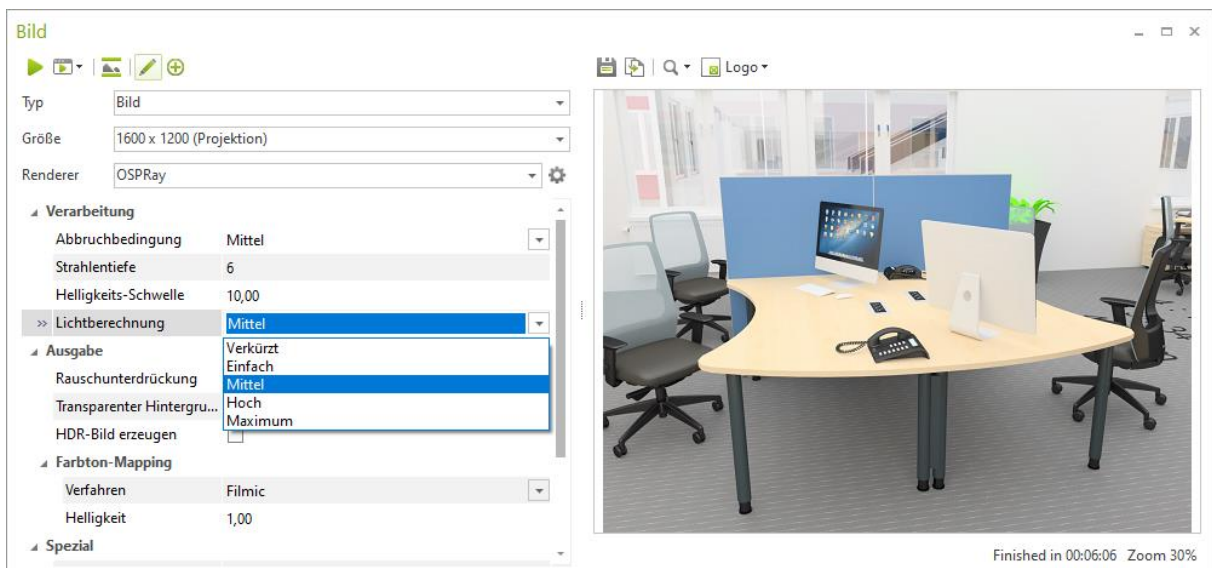 Bild
Logo
Typ Bild
Größe 1600 x 1200 (Projektion)
Renderer OSPRay
Verarbeitung
Abbruchbedingung Mittel
Strahlentiefe 6
Helligkeits-Schwelle 10,00
>> Lichtberechnung Mittel
Verkürzt
Einfach
Mittel
Hoch
Maximum
Ausgabe
Rauschunterdrückung
Transparenter Hintergru...
HDR-Bild erzeugen
Farbton-Mapping
Verfahren Filmic
Helligkeit 1,00
Spezial
Finished in 00:06:06 Zoom 30%